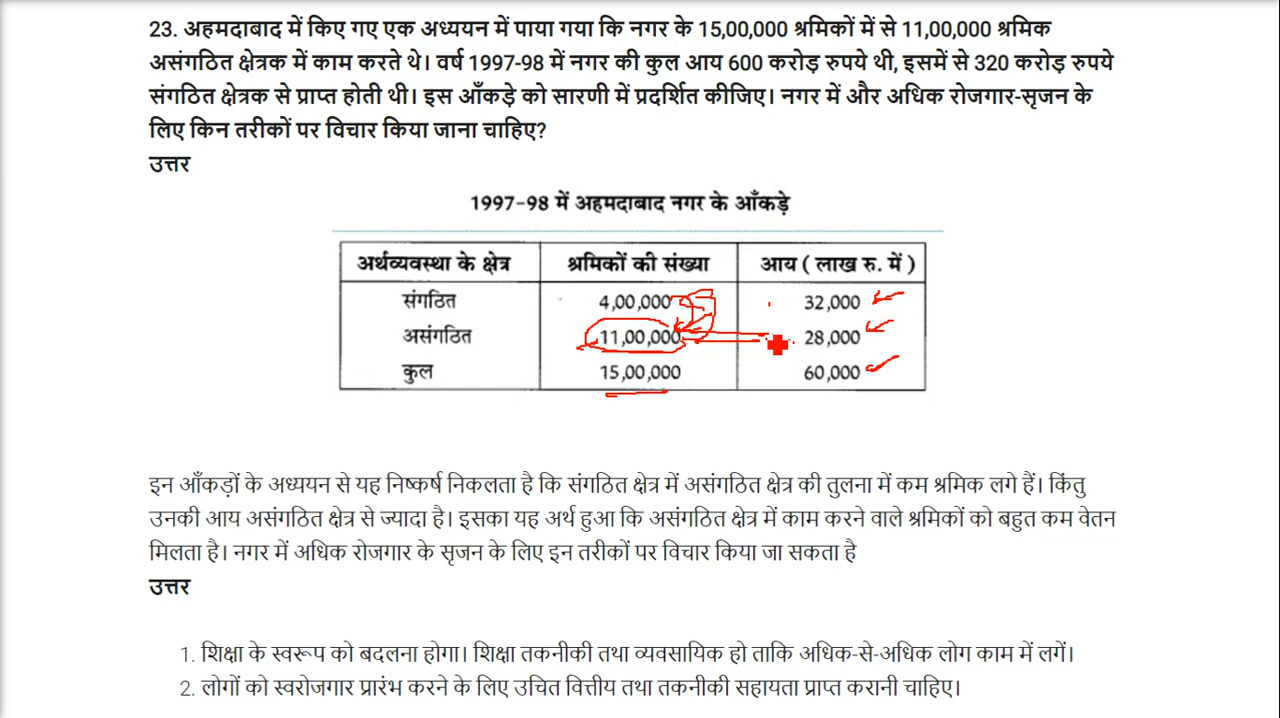 23. अहमदाबाद में किए गए एक अध्ययन में पाया गया कि नगर के 15,00,000 श्रमिकों में से 11,00,000 श्रमिक
असंगठित क्षेत्रक में काम करते थे। वर्ष 1997-98 में नगर की कुल आय 600 करोड़ रुपये थी, इसमें से 320 करोड़ रुपये
संगठित क्षेत्रक से प्राप्त होती थी। इस आँकड़े को सारणी में प्रदर्शित कीजिए। नगर में और अधिक रोजगार-सृजन के
लिए किन तरीकों पर विचार किया जाना चाहिए?
उत्तर
1997-98 में अहमदाबाद नगर के आँकड़े
अर्थव्यवस्था के क्षेत्र श्रमिकों की संख्या आय ( लाख रु. में )
संगठित 4,00,000 32,000
असंगठित 11,00,000 28,000
कुल 15,00,000 60,000
इन आँकड़ों के अध्ययन से यह निष्कर्ष निकलता है कि संगठित क्षेत्र में असंगठित क्षेत्र की तुलना में कम श्रमिक लगे हैं। किंतु
उनकी आय असंगठित क्षेत्र से ज्यादा है। इसका यह अर्थ हुआ कि असंगठित क्षेत्र में काम करने वाले श्रमिकों को बहुत कम वेतन
मिलता है। नगर में अधिक रोजगार के सृजन के लिए इन तरीकों पर विचार किया जा सकता है
उत्तर
1. शिक्षा के स्वरूप को बदलना होगा। शिक्षा तकनीकी तथा व्यवसायिक हो ताकि अधिक-से-अधिक लोग काम में लगें।
2. लोगों को स्वरोजगार प्रारंभ करने के लिए उचित वित्तीय तथा तकनीकी सहायता प्राप्त करानी चाहिए।